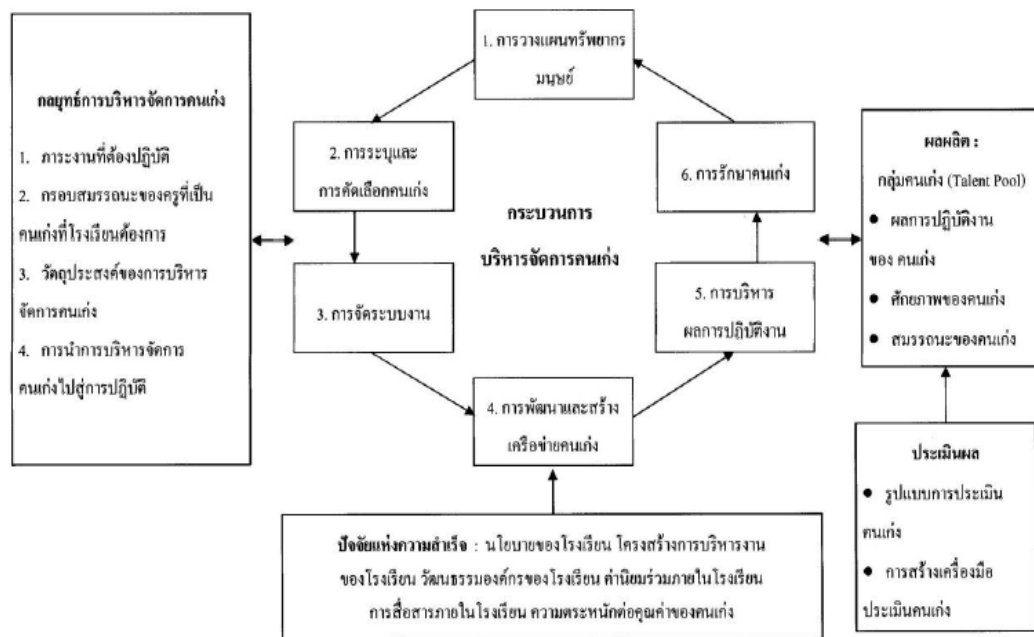 กลยุทธ์การบริหารจัดการคนเก่ง
1. ภาระงานที่ต้องปฏิบัติ
2. กรอบสมรรถนะของครูที่เป็น
คนเก่งที่โรงเรียนต้องการ
3. วัตถุประสงค์ของการบริหาร
จัดการคนเก่ง
4. การนำการบริหารจัดการ
คนเก่งไปสู่การปฏิบัติ
1. การวางแผนทรัพยากร
มนุษย์
2. การระบุและ
การคัดเลือกคนเก่ง
3. การจัดระบบงาน
4. การพัฒนาและสร้าง
เครือข่ายคนเก่ง
5. การบริหาร
ผลการปฏิบัติงาน
6. การรักษาคนเก่ง
กระบวนการ
บริหารจัดการคนเก่ง
ผลผลิต :
กลุ่มคนเก่ง (Talent Pool)
● ผลการปฏิบัติงาน
ของ คนเก่ง
● ศักยภาพของคนเก่ง
● สมรรถนะของคนเก่ง
ประเมินผล
● รูปแบบการประเมิน
คนเก่ง
● การสร้างเครื่องมือ
ประเมินคนเก่ง
ปัจจัยแห่งความสำเร็จ : นโยบายของโรงเรียน โครงสร้างการบริหารงาน
ของโรงเรียน วัฒนธรรมองค์กรของโรงเรียน ค่านิยมร่วมภายในโรงเรียน
การสื่อสารภายในโรงเรียน ความตระหนักต่อคุณค่าของคนเก่ง